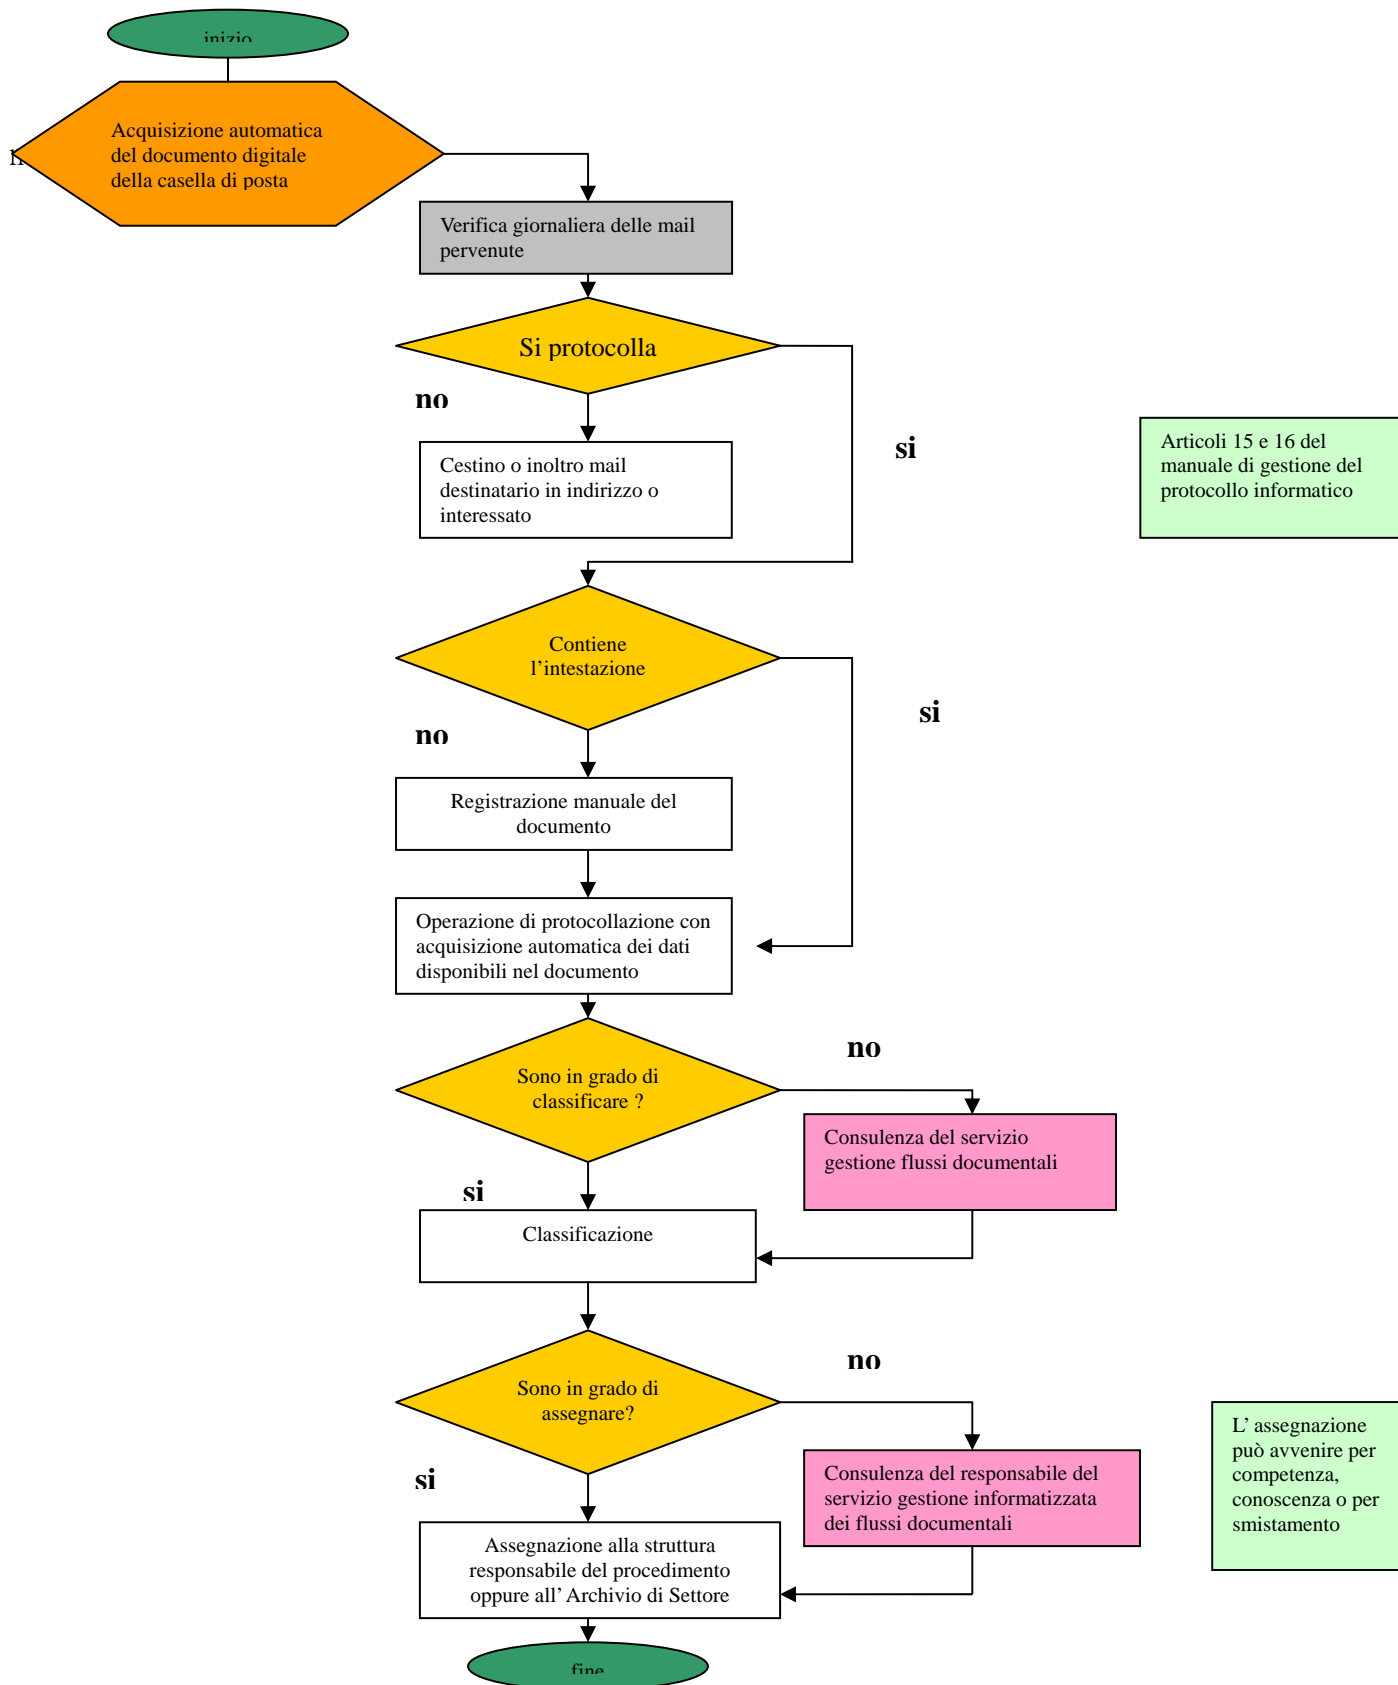 inizio
Acquisizione automatica
del documento digitale
della casella di posta
Verifica giornaliera delle mail
pervenute
Si protocolla
no
si
Cestino o inoltro mail
destinatario in indirizzo o
interessato
Articoli 15 e 16 del
manuale di gestione del
protocollo informatico
Contiene
l’intestazione
si
no
Registrazione manuale del
documento
Operazione di protocollazione con
acquisizione automatica dei dati
disponibili nel documento
no
Sono in grado di
classificare ?
Consulenza del servizio
gestione flussi documentali
si
Classificazione
no
Sono in grado di
assegnare?
L’ assegnazione
può avvenire per
competenza,
conoscenza o per
smistamento
si
Consulenza del responsabile del
servizio gestione informatizzata
dei flussi documentali
Assegnazione alla struttura
responsabile del procedimento
oppure all’ Archivio di Settore
fine